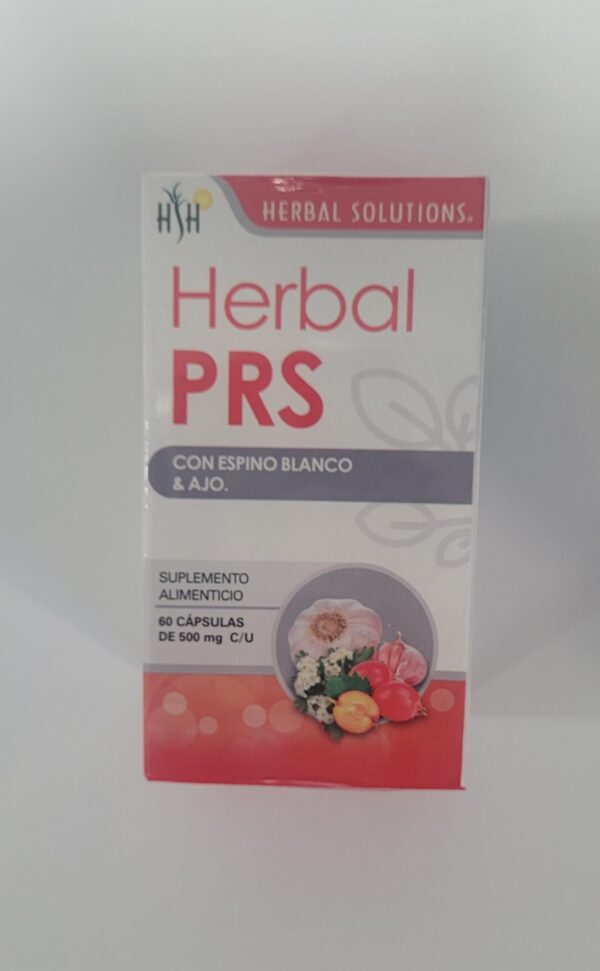 HSH
HERBAL SOLUTIONS®
Herbal
PRS
CON ESPINO BLANCO
& AJO.
SUPLEMENTO
ALIMENTICIO
60 CÁPSULAS
DE 500 mg C/U